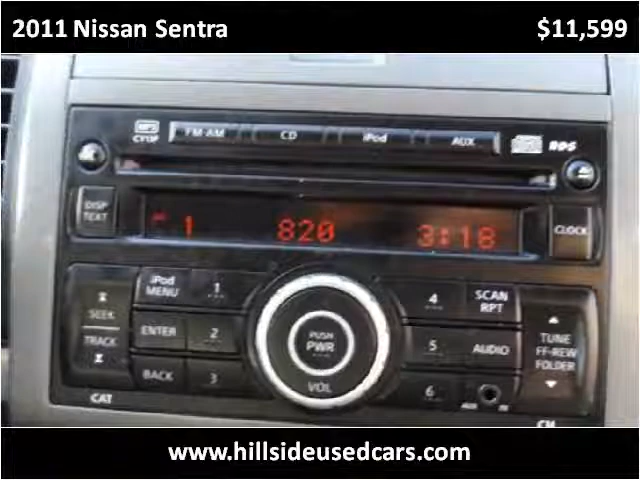 2011 Nissan Sentra
$11,599
MP3
FM·AM
CD
iPod
AUX
RDS
DISP
TEXT
1
820
3:18
CLOCK
iPod
MENU
1
4
SCAN
RPT
SEEK
TRACK
ENTER
2
PUSH
PWR
5
AUDIO
TUNE
FF·REW
FOLDER
BACK
3
VOL
6
CAT
www.hillsideusedcars.com